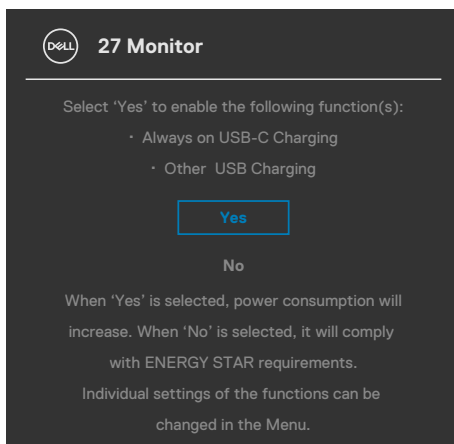 DELL
27 Monitor
Select ‘Yes’ to enable the following function(s):
· Always on USB-C Charging
· Other USB Charging
Yes
No
When ‘Yes’ is selected, power consumption will
increase. When ‘No’ is selected, it will comply
with ENERGY STAR requirements.
Individual settings of the functions can be
changed in the Menu.